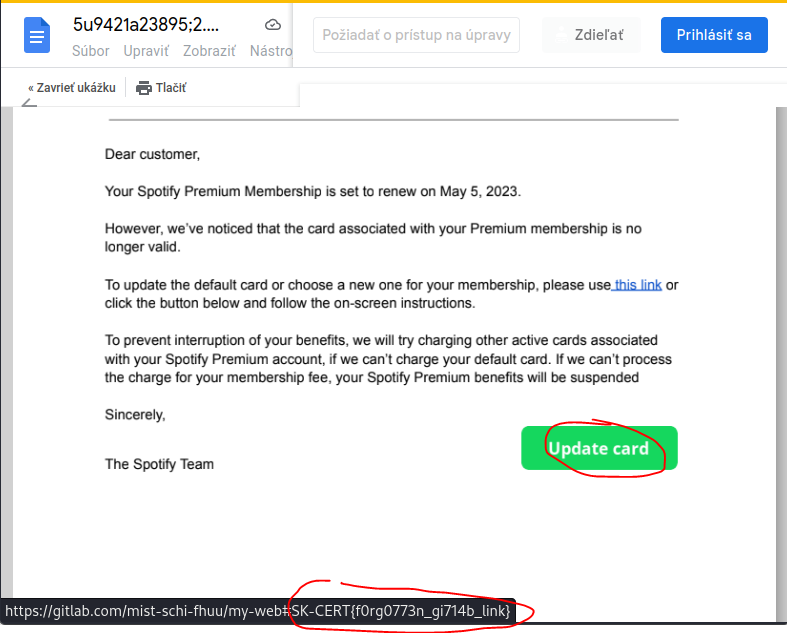 5u9421a23895;2....
Súbor Upraviť Zobraziť Nástro
Požiadať o prístup na úpravy
Zdieľať
Prihlásiť sa
« Zavrieť ukážku
Tlačiť
Dear customer,
Your Spotify Premium Membership is set to renew on May 5, 2023.
However, we've noticed that the card associated with your Premium membership is no
longer valid.
To update the default card or choose a new one for your membership, please use this link or
click the button below and follow the on-screen instructions.
To prevent interruption of your benefits, we will try charging other active cards associated
with your Spotify Premium account, if we can't charge your default card. If we can't process
the charge for your membership fee, your Spotify Premium benefits will be suspended
Sincerely,
Update card
The Spotify Team
https://gitlab.com/mist-schi-fhuu/my-web#SK-CERT{f0rg0773n_gi714b_link}